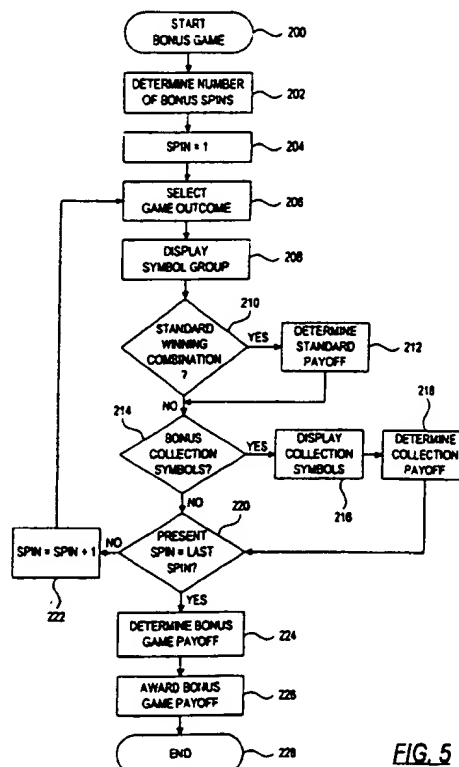 START
BONUS GAME
200
DETERMINE NUMBER
OF BONUS SPINS
202
SPIN = 1
204
SELECT
GAME OUTCOME
206
DISPLAY
SYMBOL GROUP
208
210
STANDARD
WINNING
COMBINATION
?
YES
DETERMINE
STANDARD
PAYOFF
212
NO
214
BONUS
COLLECTION
SYMBOLS?
YES
DISPLAY
COLLECTION
SYMBOLS
216
218
DETERMINE
COLLECTION
PAYOFF
NO
220
PRESENT
SPIN = LAST
SPIN?
NO
SPIN = SPIN + 1
222
YES
DETERMINE BONUS
GAME PAYOFF
224
AWARD BONUS
GAME PAYOFF
226
END
228
FIG. 5